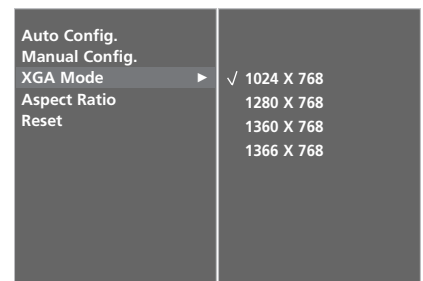 Auto Config.
Manual Config.
XGA Mode ►
Aspect Ratio
Reset
√ 1024 X 768
1280 X 768
1360 X 768
1366 X 768